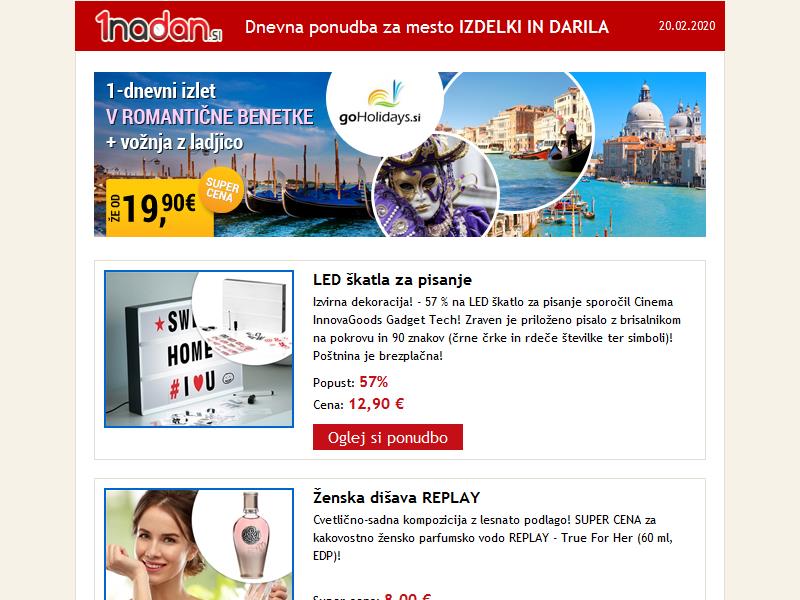 1nadan.si
Dnevna ponudba za mesto IZDELKI IN DARILA
20.02.2020
1-dnevni izlet
V ROMANTIČNE BENETKE
+ vožnja z ladjico
ŽE OD 19,90€
SUPER
CENA
goHolidays.si
LED škatla za pisanje
Izvirna dekoracija! - 57 % na LED škatlo za pisanje sporočil Cinema
InnovaGoods Gadget Tech! Zraven je priloženo pisalo z brisalnikom
na pokrovu in 90 znakov (črne črke in rdeče številke ter simboli)!
Poštnina je brezplačna!
Popust: 57%
Cena: 12,90 €
Oglej si ponudbo
HOME
#I♥U
Ženska dišava REPLAY
Cvetlično-sadna kompozicija z lesnato podlago! SUPER CENA za
kakovostno žensko parfumsko vodo REPLAY - True For Her (60 ml,
EDP)!
Super cena: 8,00 €